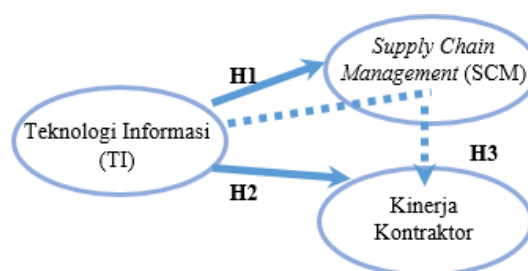 Supply Chain
Management (SCM)
H1
Teknologi Informasi
(TI)
H3
H2
Kinerja
Kontraktor